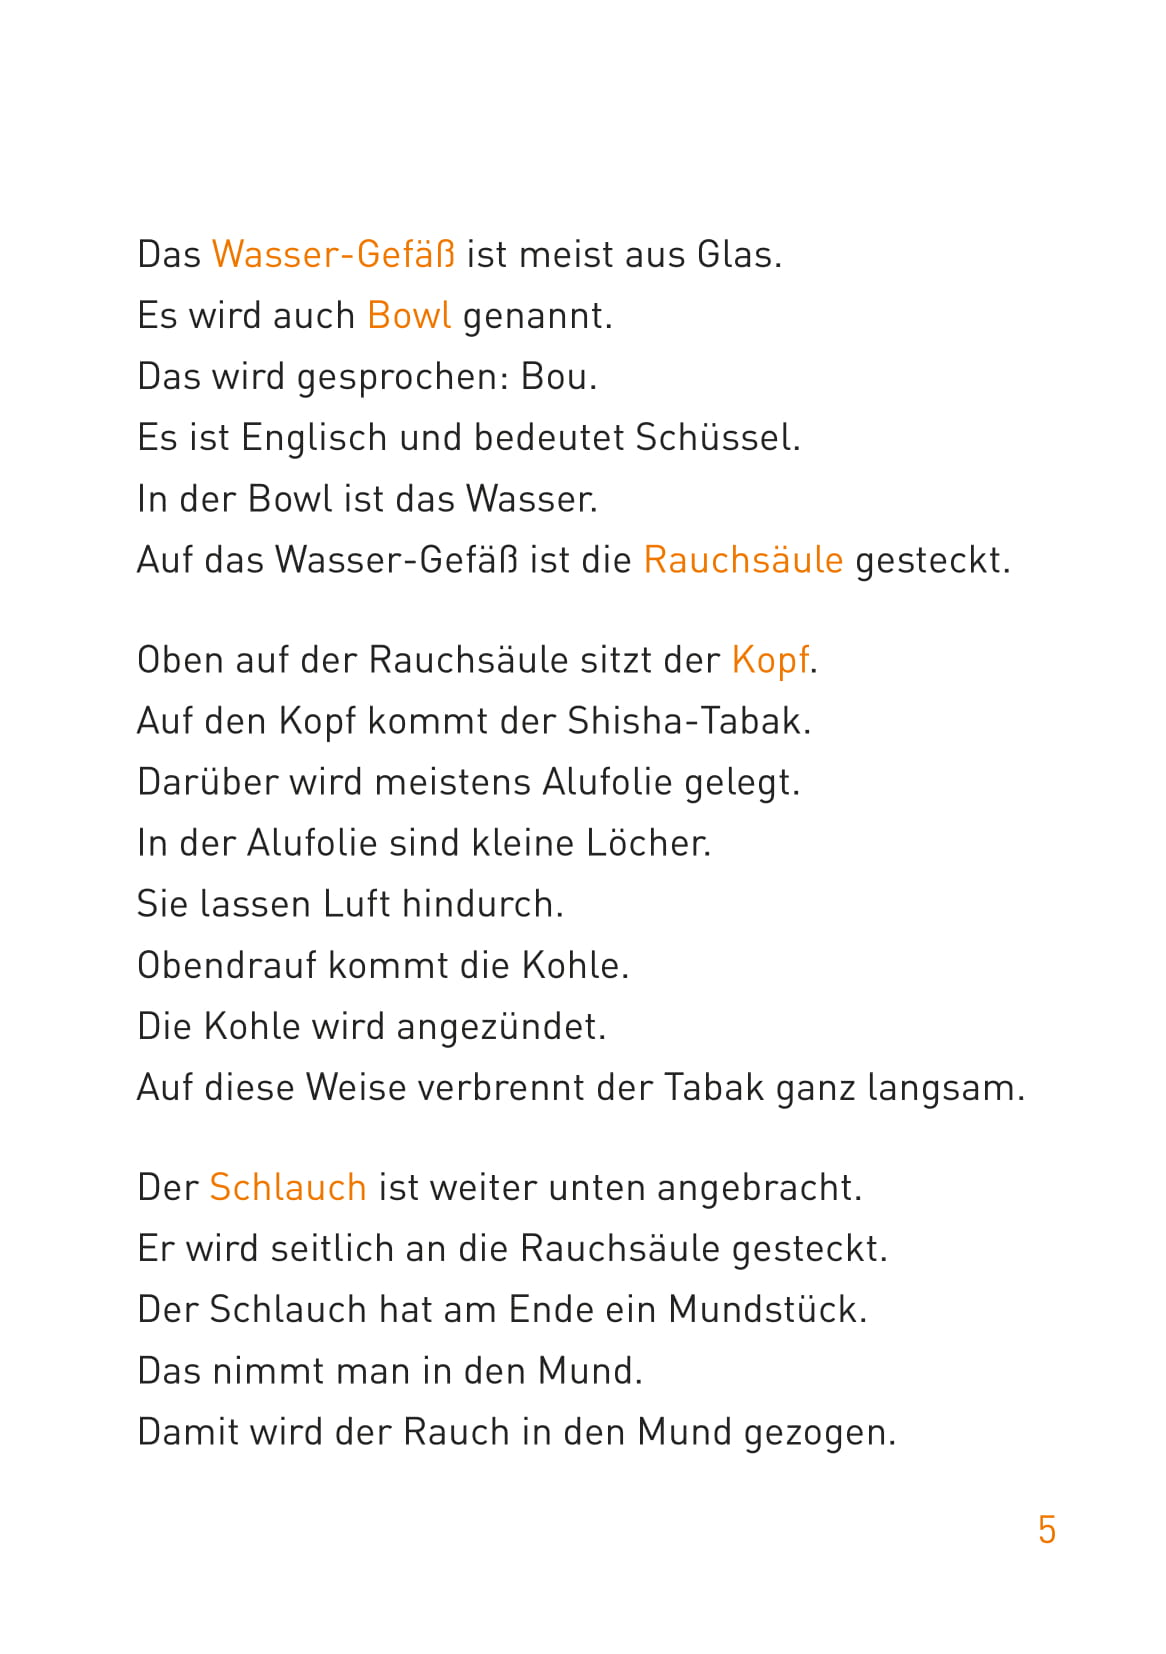 Das Wasser-Gefäß ist meist aus Glas.
Es wird auch Bowl genannt.
Das wird gesprochen: Bou.
Es ist Englisch und bedeutet Schüssel.
In der Bowl ist das Wasser.
Auf das Wasser-Gefäß ist die Rauchsäule gesteckt.
Oben auf der Rauchsäule sitzt der Kopf.
Auf den Kopf kommt der Shisha-Tabak.
Darüber wird meistens Alufolie gelegt.
In der Alufolie sind kleine Löcher.
Sie lassen Luft hindurch.
Obendrauf kommt die Kohle.
Die Kohle wird angezündet.
Auf diese Weise verbrennt der Tabak ganz langsam.
Der Schlauch ist weiter unten angebracht.
Er wird seitlich an die Rauchsäule gesteckt.
Der Schlauch hat am Ende ein Mundstück.
Das nimmt man in den Mund.
Damit wird der Rauch in den Mund gezogen.
5